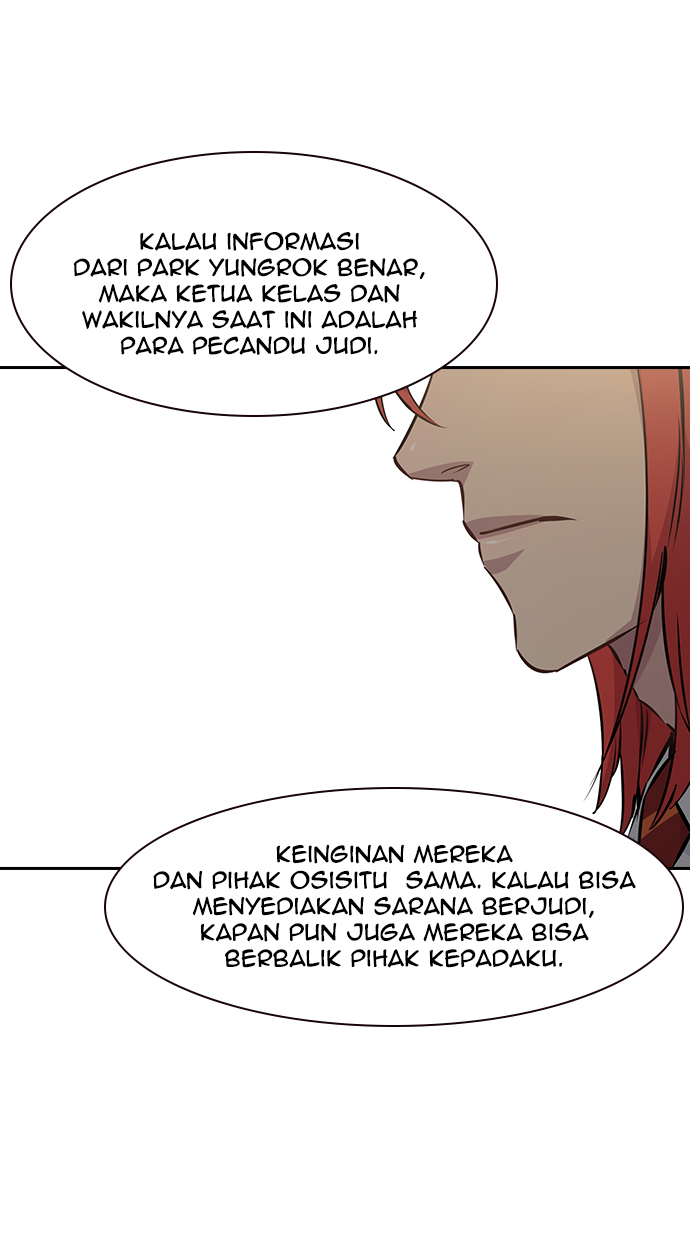 KALAU INFORMASI
DARI PARK YUNGROK BENAR,
MAKA KETUA KELAS DAN
WAKILNYA SAAT INI ADALAH
PARA PECANDU JUDI.
KEINGINAN MEREKA
DAN PIHAK OSISITU SAMA. KALAU BISA
MENYEDIAKAN SARANA BERJUDI,
KAPAN PUN JUGA MEREKA BISA
BERBALIK PIHAK KEPADAKU.